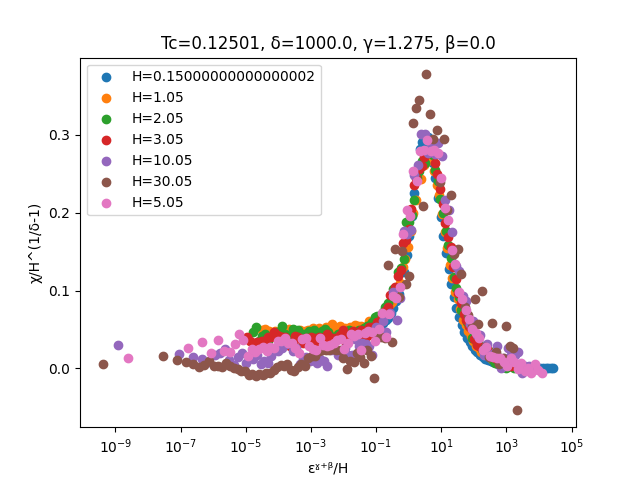 Tc=0.12501, δ=1000.0, γ=1.275, β=0.0
H=0.15000000000000002
H=1.05
H=2.05
H=3.05
H=10.05
H=30.05
H=5.05
χ/H^(1/δ-1)
0.3
0.2
0.1
0.0
10⁻⁹ 10⁻⁷ 10⁻⁵ 10⁻³ 10⁻¹ 10¹ 10³ 10⁵
εᵞ⁺ᵝ/H